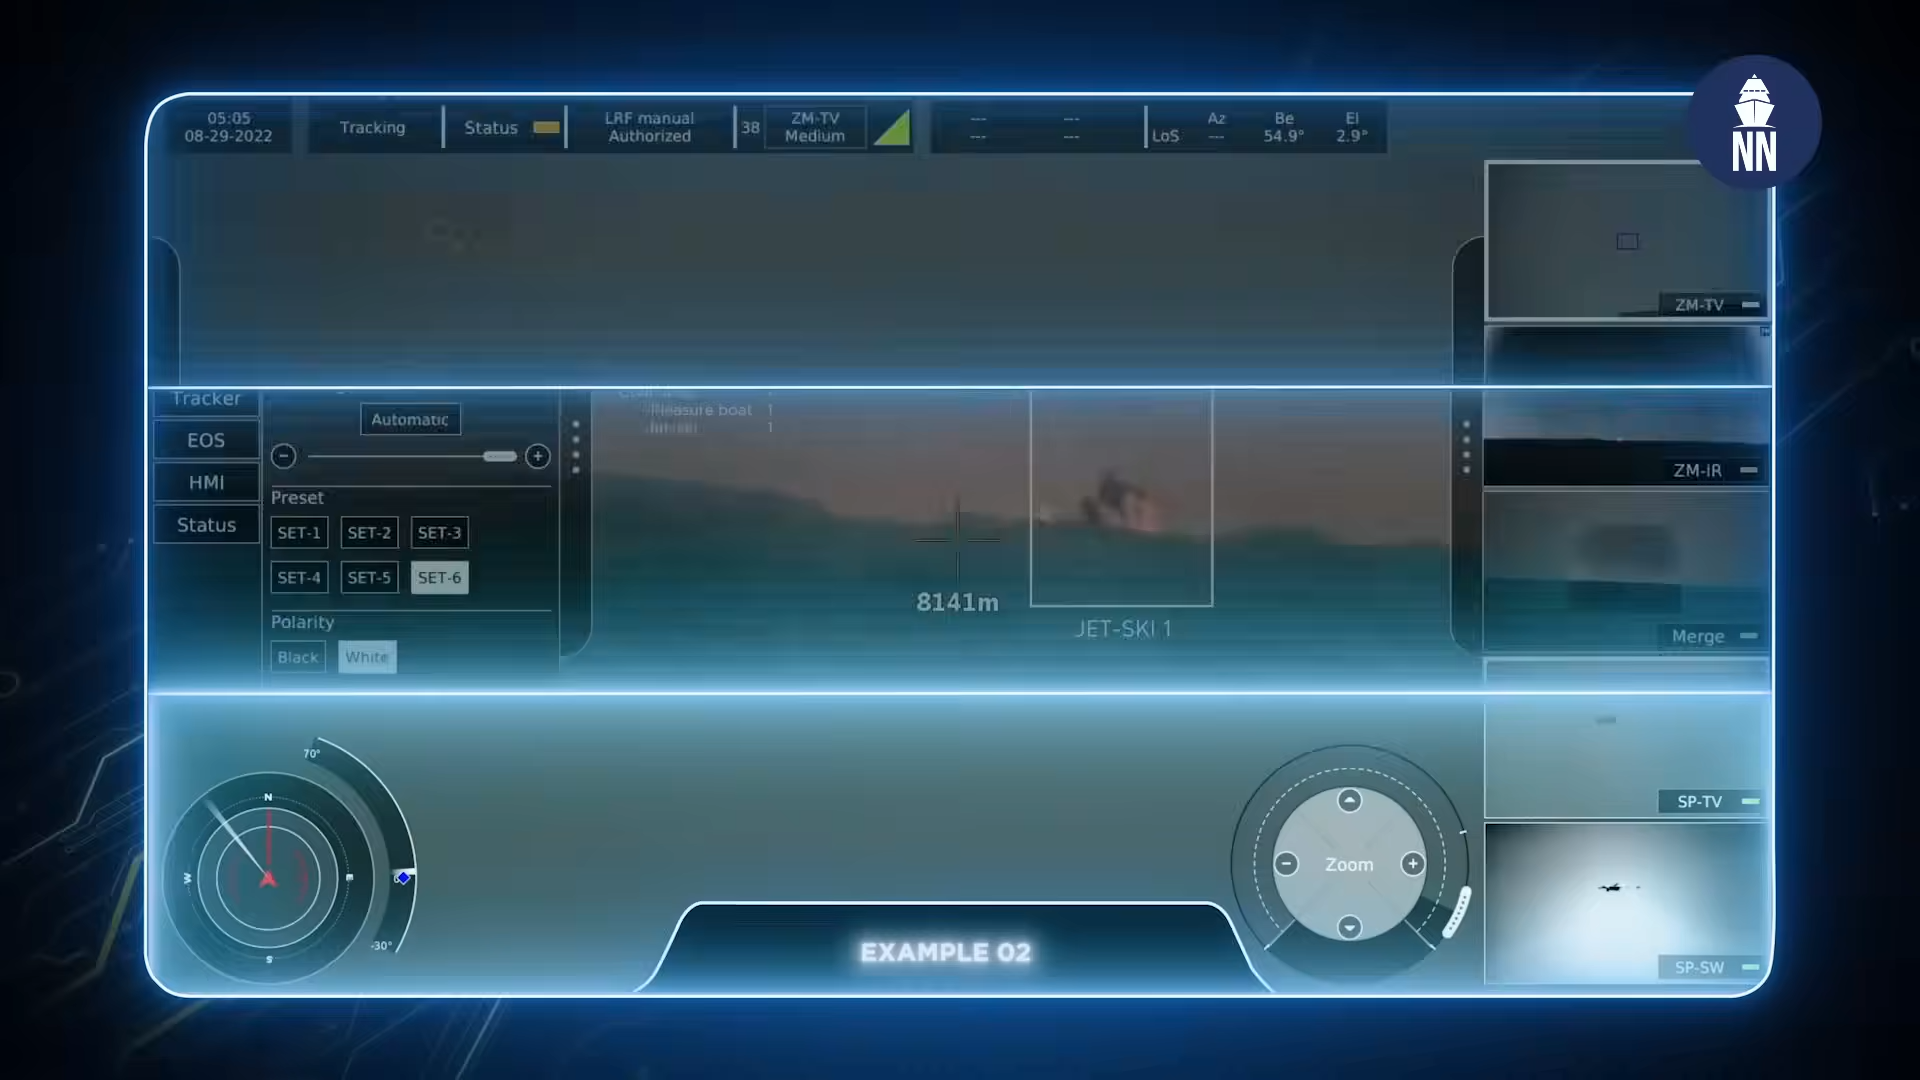 05:05
08-29-2022
Tracking
Status
LRF manual
Authorized
38
ZM-TV
Medium
---
---
---
---
LoS
Az
---
Be
54.9°
El
2.9°
NN
ZM-TV
Tracker
EOS
HMI
Status
Automatic
Preset
SET-1
SET-2
SET-3
SET-4
SET-5
SET-6
Polarity
Black
White
Pleasure boat 1
1
8141m
JET-SKI 1
ZM-IR
Merge
SP-TV
SP-SW
70°
-30°
N
W
S
Zoom
EXAMPLE 02